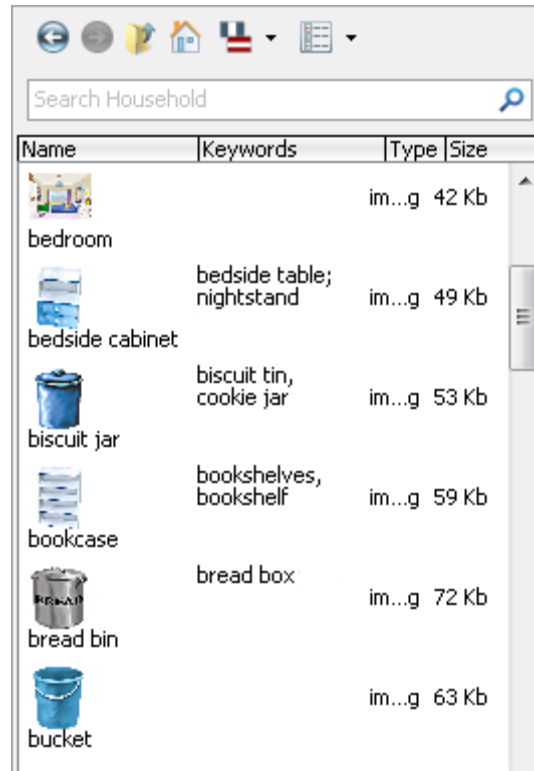 Search Household
Name Keywords Type Size
im...g 42 Kb
bedroom
bedside table;
nightstand
im...g 49 Kb
bedside cabinet
biscuit tin,
cookie jar
im...g 53 Kb
biscuit jar
bookshelves,
bookshelf
im...g 59 Kb
bookcase
bread box
BREAD
im...g 72 Kb
bread bin
im...g 63 Kb
bucket